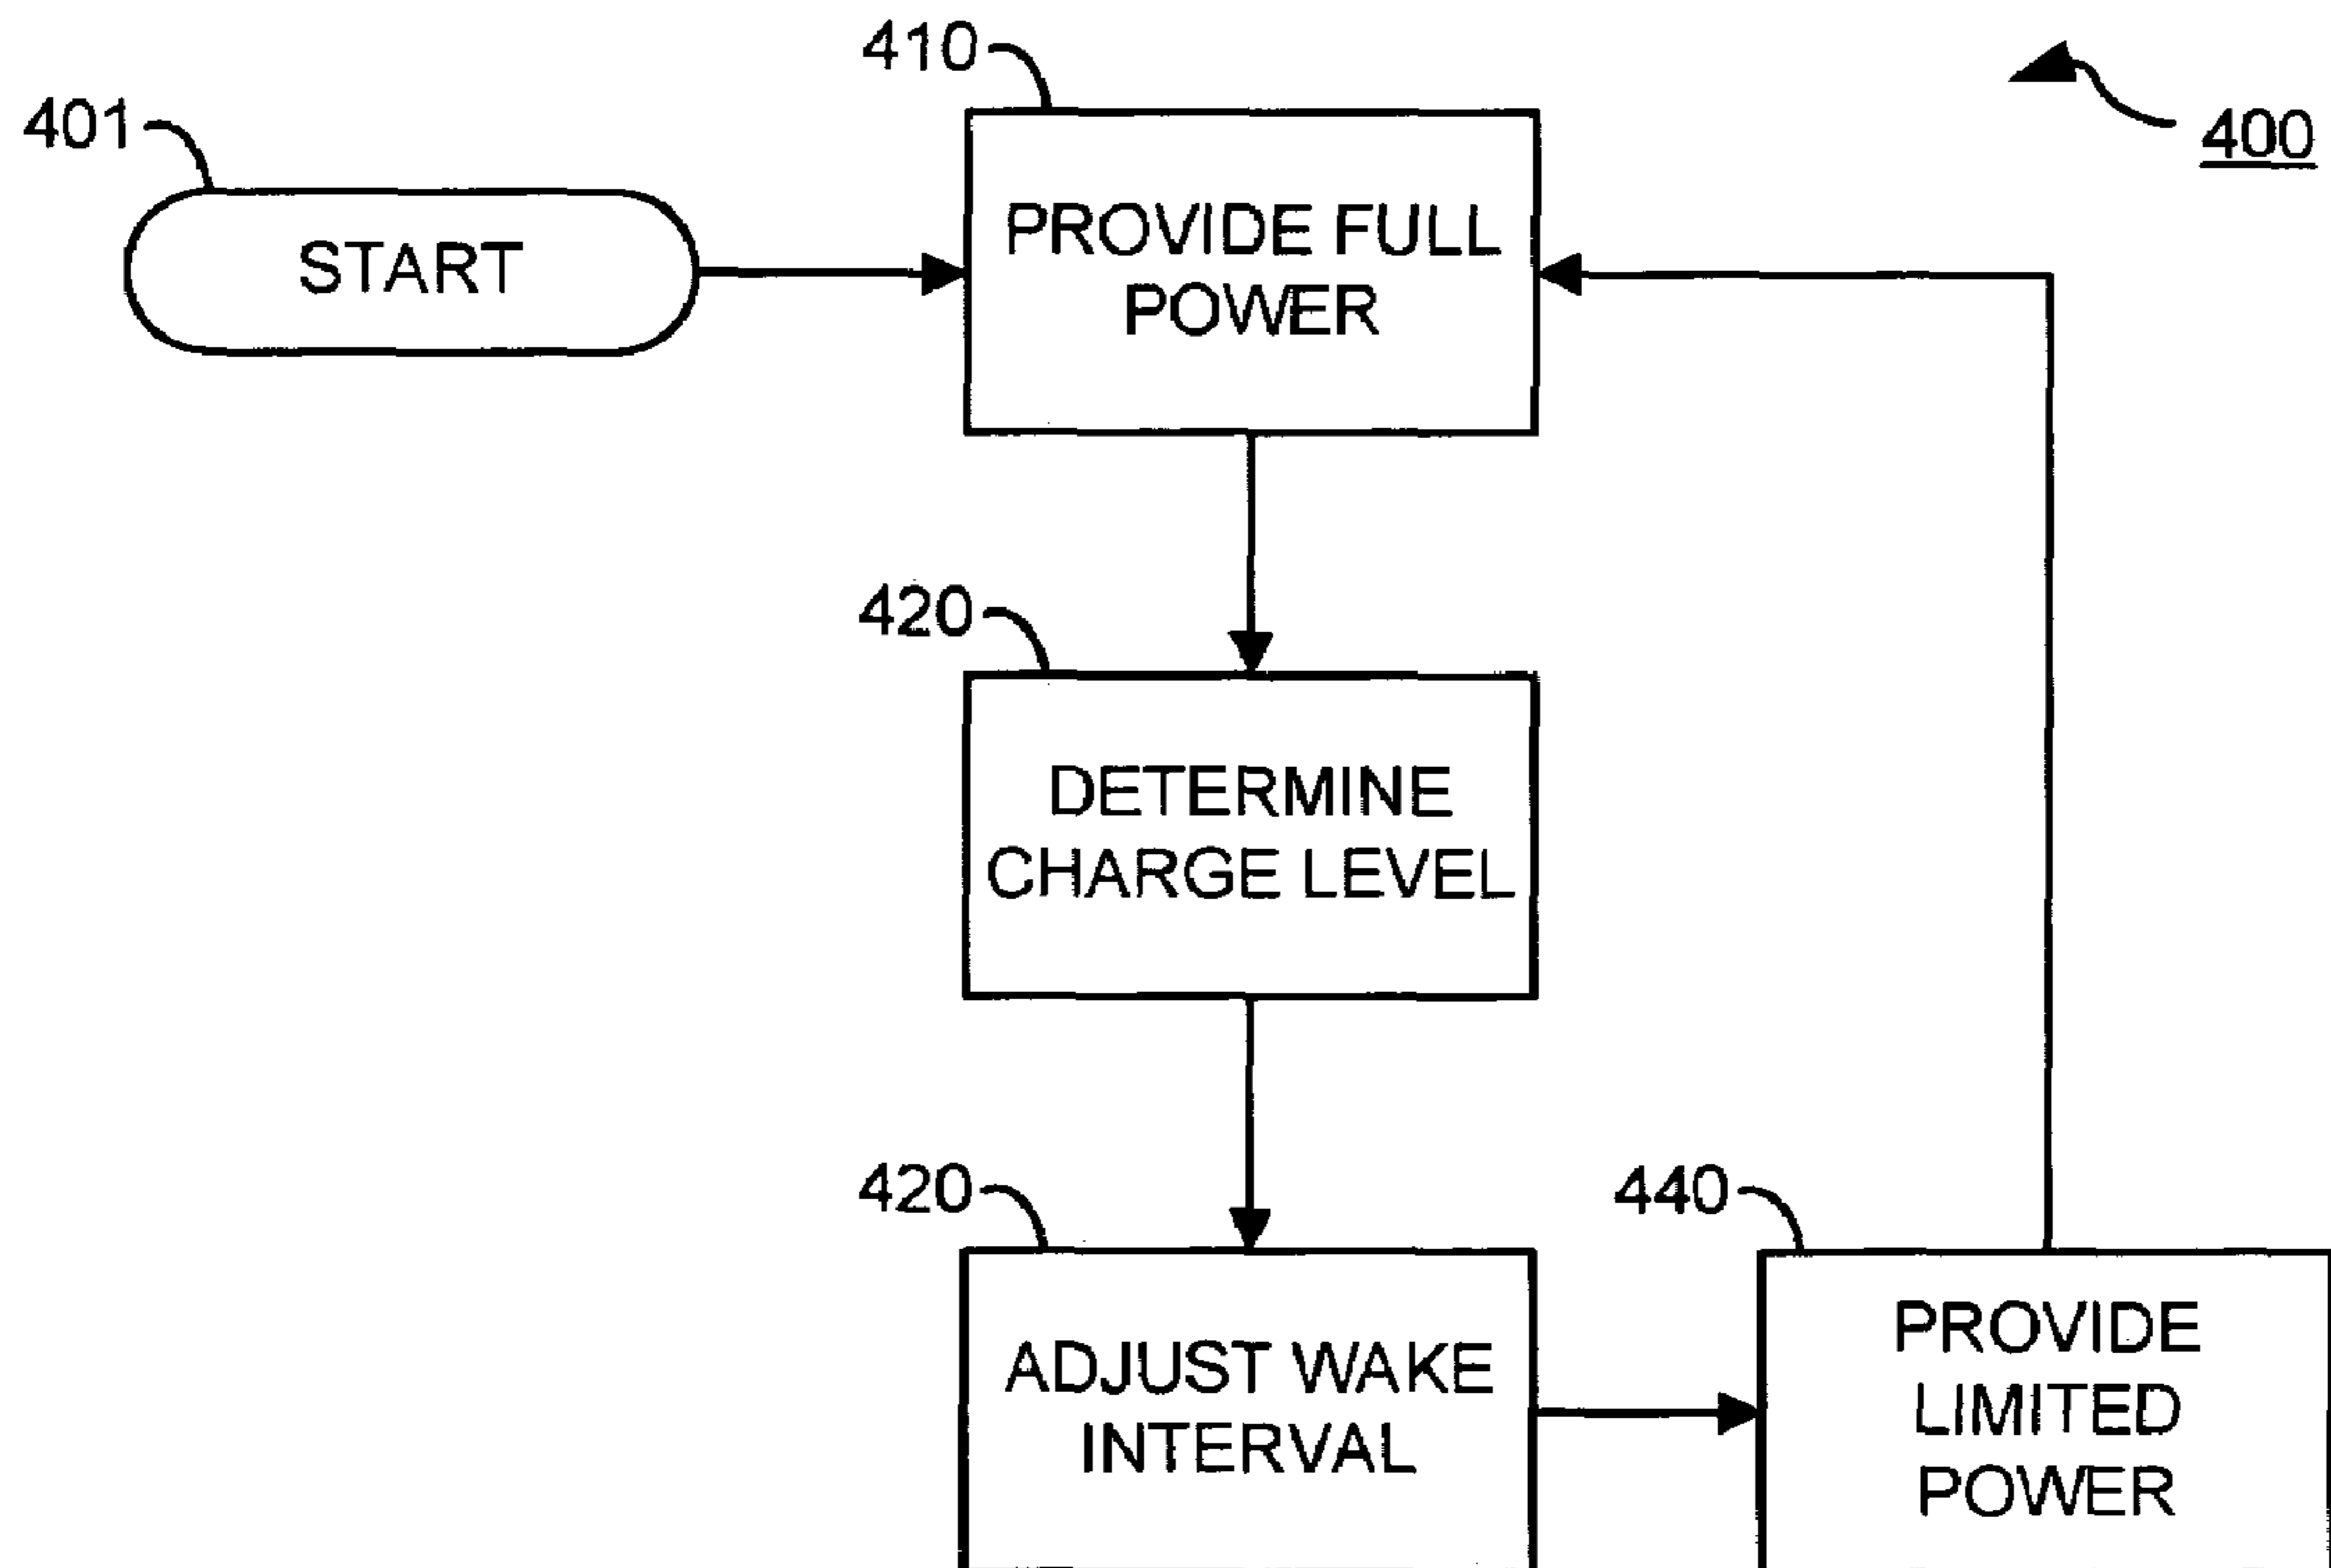 410
400
401
START
PROVIDE FULL
POWER
420
DETERMINE
CHARGE LEVEL
420
ADJUST WAKE
INTERVAL
440
PROVIDE
LIMITED
POWER